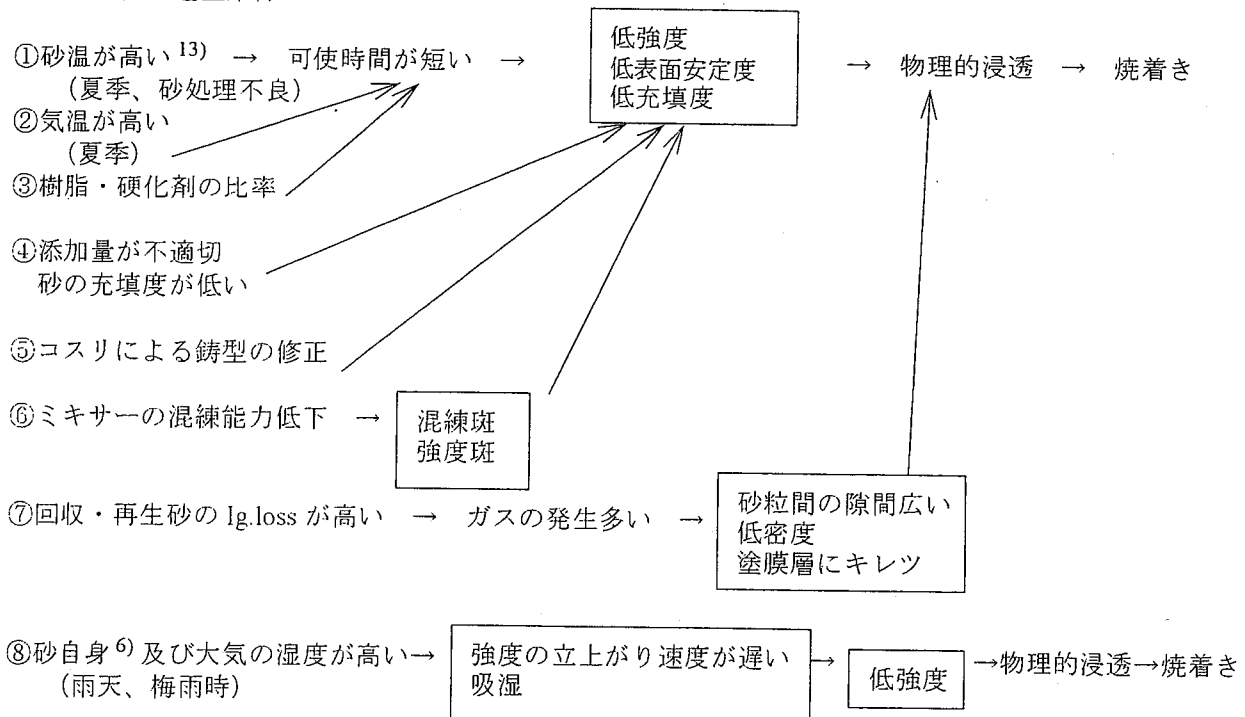 ①砂温が高い13) → 可使時間が短い →
(夏季、砂処理不良)
低強度
低表面安定度
低充填度
→ 物理的浸透 → 焼着き
②気温が高い
(夏季)
③樹脂・硬化剤の比率
④添加量が不適切
砂の充填度が低い
⑤コスリによる鋳型の修正
⑥ミキサーの混練能力低下 →
混練斑
強度斑
⑦回収・再生砂の Ig.loss が高い → ガスの発生多い →
砂粒間の隙間広い
低密度
塗膜層にキレツ
⑧砂自身6)及び大気の湿度が高い→
(雨天、梅雨時)
強度の立上がり速度が遅い
吸湿
→
低強度
→物理的浸透→焼着き